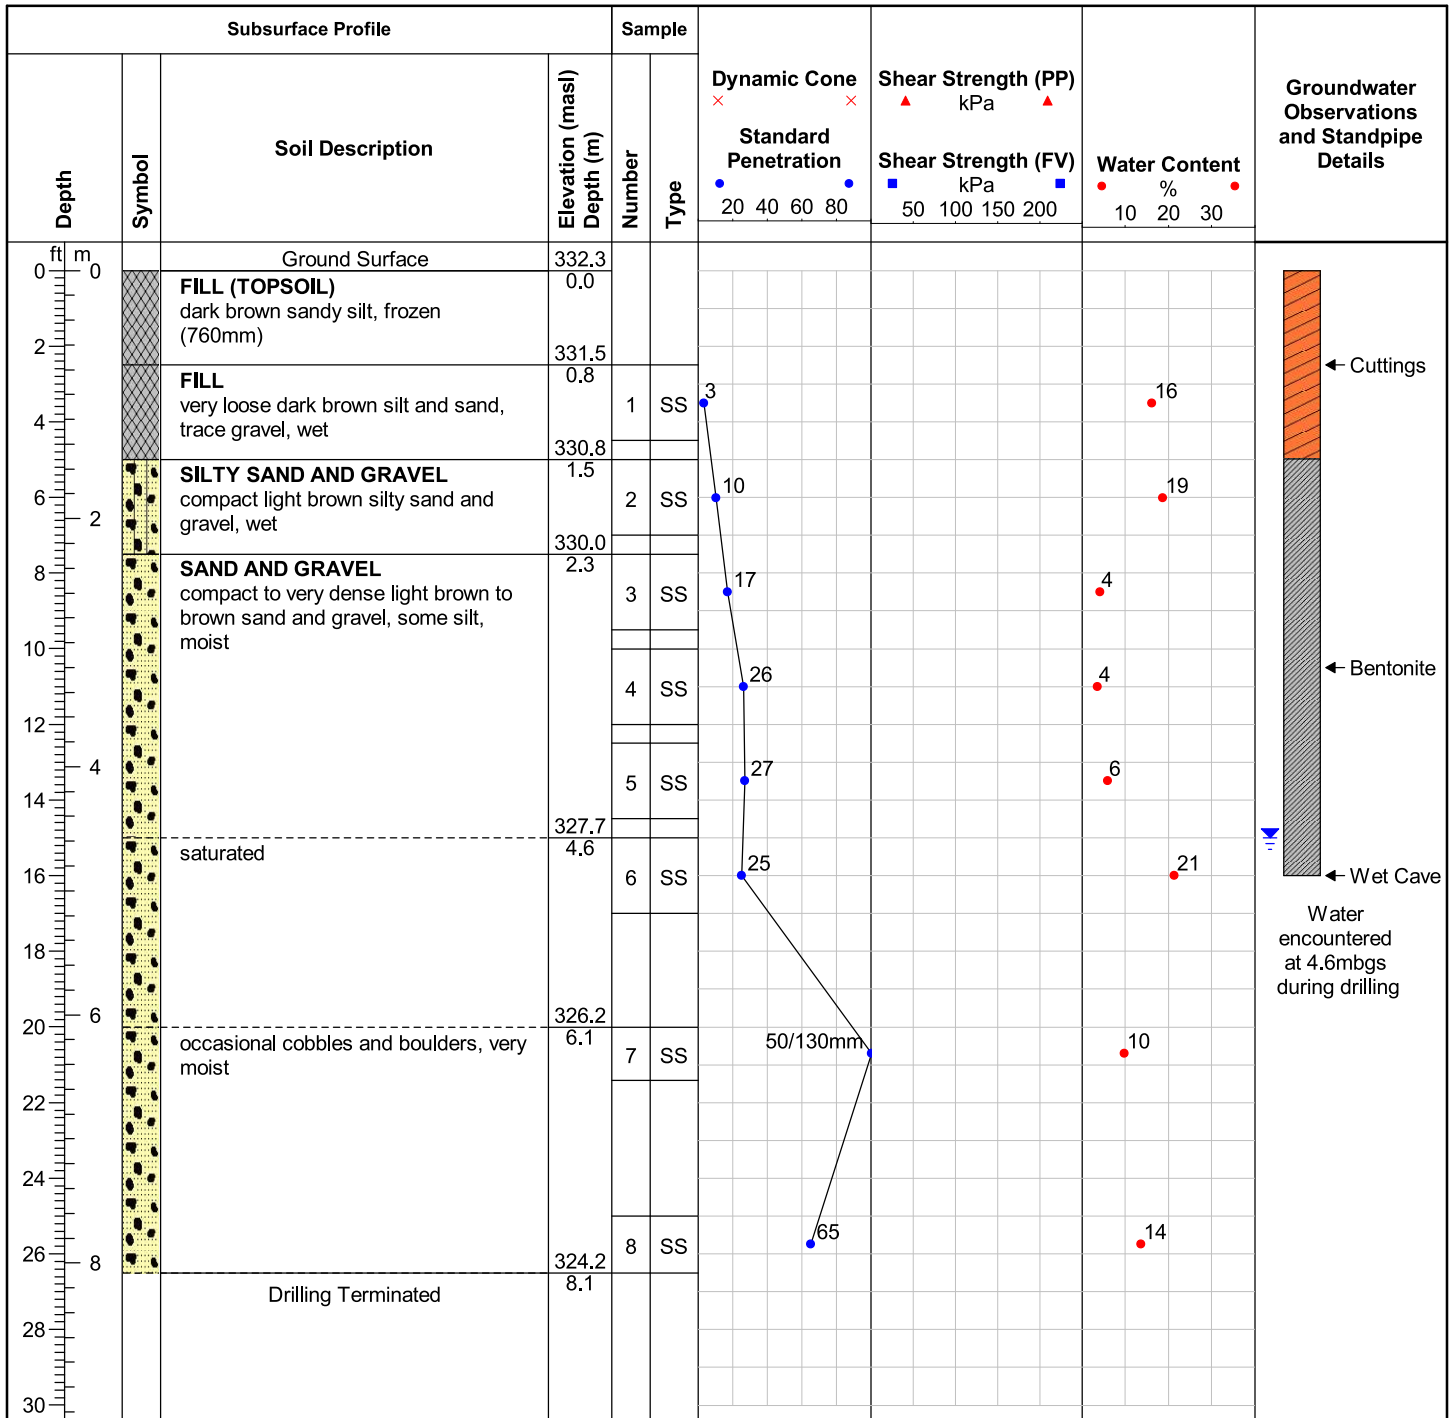 Subsurface Profile
Sample
Depth
Symbol
Soil Description
Elevation (masl)
Depth (m)
Number
Type
Dynamic Cone
Standard
Penetration
20 40 60 80
Shear Strength (PP)
kPa
Shear Strength (FV)
kPa
50 100 150 200
Water Content
%
10 20 30
Groundwater
Observations
and Standpipe
Details
ft m
0 0
2
4
6
2
8
10
12
4
14
16
18
6
20
22
24
26
8
28
30
Ground Surface
332.3
0.0
FILL (TOPSOIL)
dark brown sandy silt, frozen
(760mm)
331.5
0.8
FILL
very loose dark brown silt and sand,
trace gravel, wet
330.8
1.5
1 SS
3
16
SILTY SAND AND GRAVEL
compact light brown silty sand and
gravel, wet
330.0
2.3
2 SS
10
19
SAND AND GRAVEL
compact to very dense light brown to
brown sand and gravel, some silt,
moist
3 SS
17
4
4 SS
26
4
5 SS
27
6
327.7
4.6
saturated
6 SS
25
21
326.2
6.1
occasional cobbles and boulders, very
moist
7 SS
50/130mm
10
8 SS
65
14
324.2
8.1
Drilling Terminated
Cuttings
Bentonite
Wet Cave
Water
encountered
at 4.6mbgs
during drilling